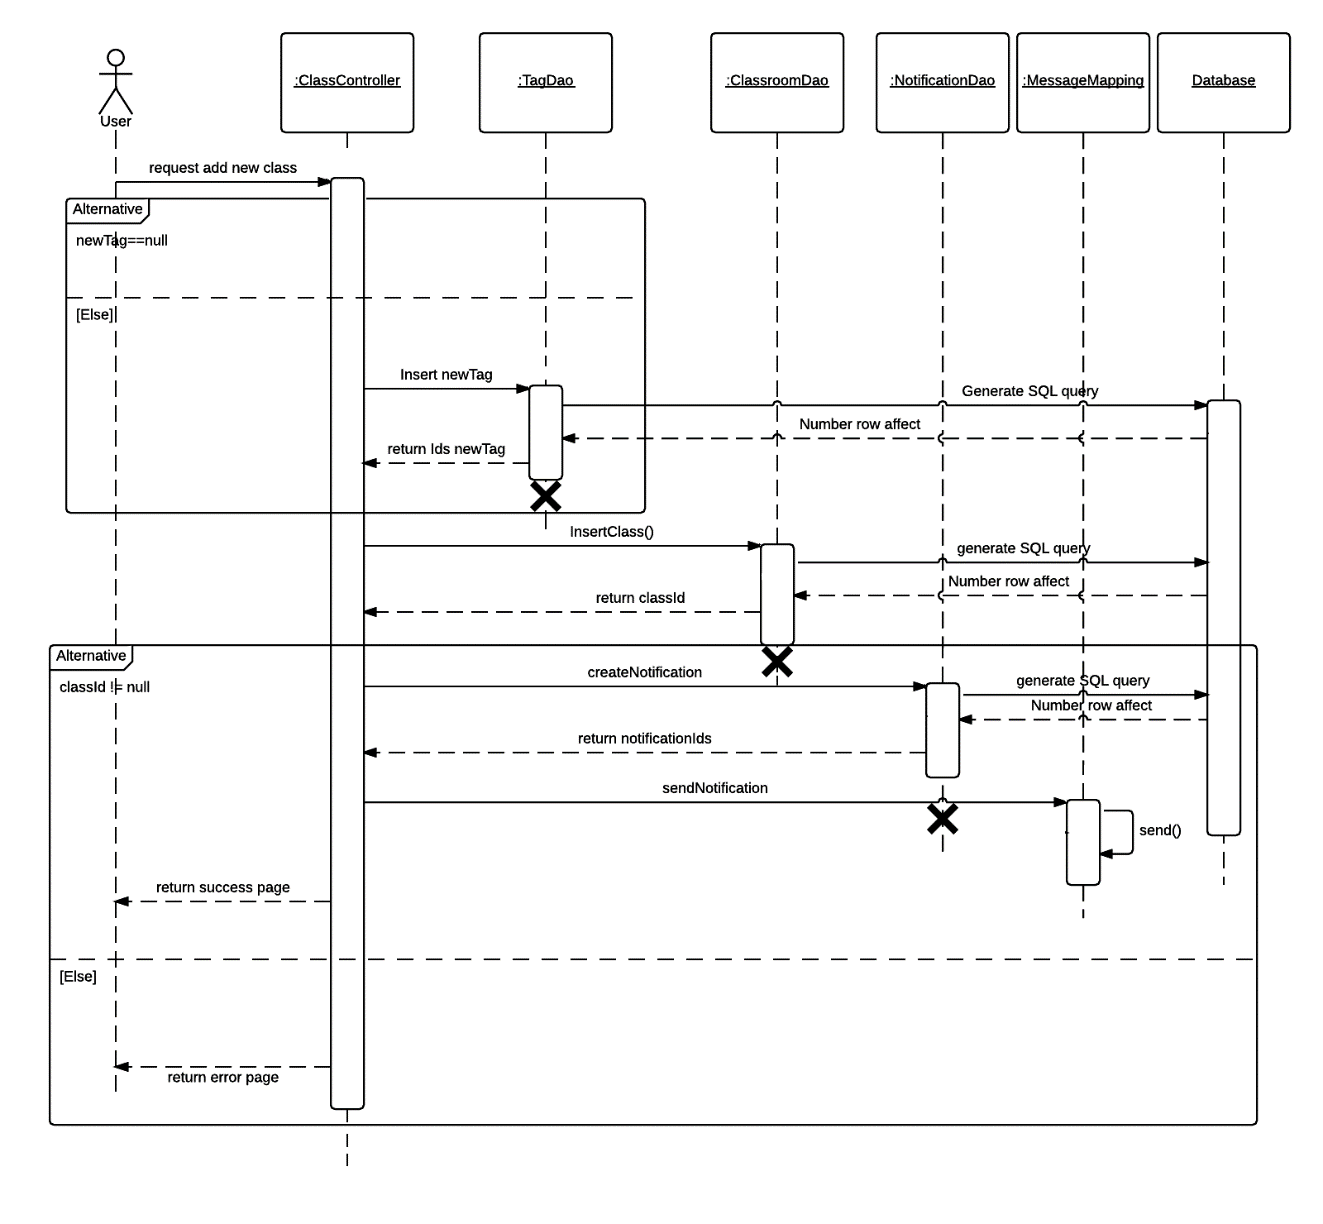 :ClassController
:TagDao
:ClassroomDao
:NotificationDao
:MessageMapping
Database
User
request add new class
Alternative
newTag==null
[Else]
Insert newTag
Generate SQL query
Number row affect
return Ids newTag
InsertClass()
generate SQL query
Number row affect
return classId
Alternative
classId != null
createNotification
generate SQL query
Number row affect
return notificationIds
sendNotification
send()
return success page
[Else]
return error page